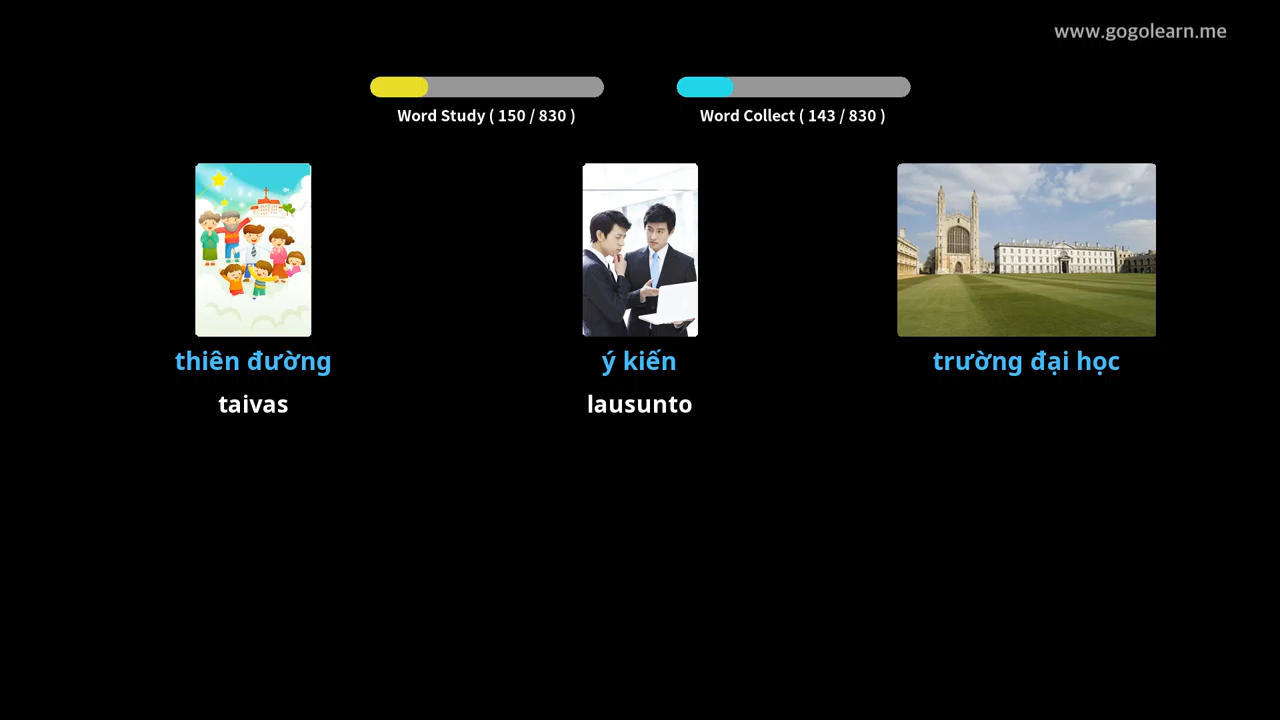 www.gogolearn.me
Word Study ( 150 / 830 )
Word Collect ( 143 / 830 )
thiên đường
ý kiến
trường đại học
taivas
lausunto